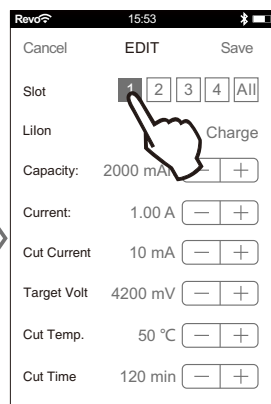 Revo 15:53
Cancel EDIT Save
Slot 1 2 3 4 All
LiIon Charge
Capacity: 2000 mAh — +
Current: 1.00 A — +
Cut Current 10 mA — +
Target Volt 4200 mV — +
Cut Temp. 50 ℃ — +
Cut Time 120 min — +